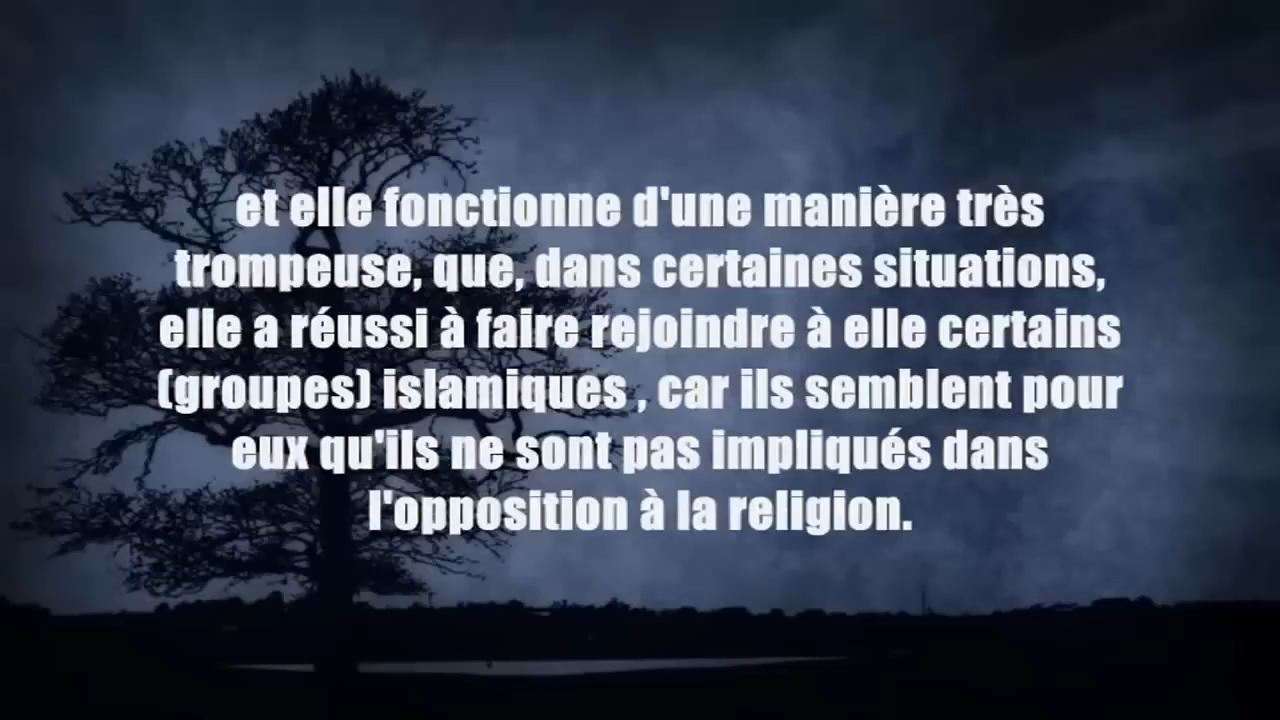 et elle fonctionne d'une manière très
trompeuse, que, dans certaines situations,
elle a réussi à faire rejoindre à elle certains
(groupes) islamiques , car ils semblent pour
eux qu'ils ne sont pas impliqués dans
l'opposition à la religion.